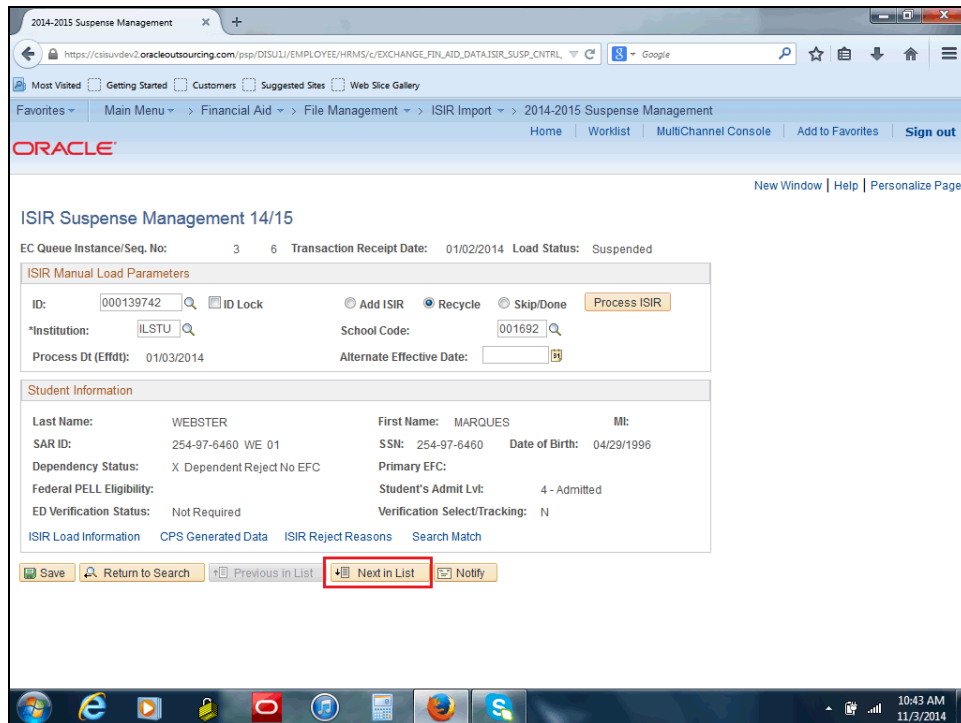 2014-2015 Suspense Management × +
https://csisuvdev2.oracleoutsourcing.com/psp/DISU1J/EMPLOYEE/HRMS/c/EXCHANGE_FIN_AID_DATA.ISIR_SUSP_CNTRL. Google
Most Visited Getting Started Customers Suggested Sites Web Slice Gallery
Favorites Main Menu > Financial Aid > File Management > ISIR Import > 2014-2015 Suspense Management
Home Worklist MultiChannel Console Add to Favorites Sign out
ORACLE
New Window | Help | Personalize Page
ISIR Suspense Management 14/15
EC Queue Instance/Seq. No: 3 6 Transaction Receipt Date: 01/02/2014 Load Status: Suspended
ISIR Manual Load Parameters
ID: 000139742 ID Lock Add ISIR Recycle Skip/Done Process ISIR
*Institution: ILSTU School Code: 001692
Process Dt (Effdt): 01/03/2014 Alternate Effective Date:
Student Information
Last Name: WEBSTER First Name: MARQUES MI:
SAR ID: 254-97-6460 WE 01 SSN: 254-97-6460 Date of Birth: 04/29/1996
Dependency Status: X Dependent Reject No EFC Primary EFC:
Federal PELL Eligibility: Student's Admit Lvl: 4 - Admitted
ED Verification Status: Not Required Verification Select/Tracking: N
ISIR Load Information CPS Generated Data ISIR Reject Reasons Search Match
Save Return to Search Previous in List Next in List Notify
10:43 AM
11/3/2014